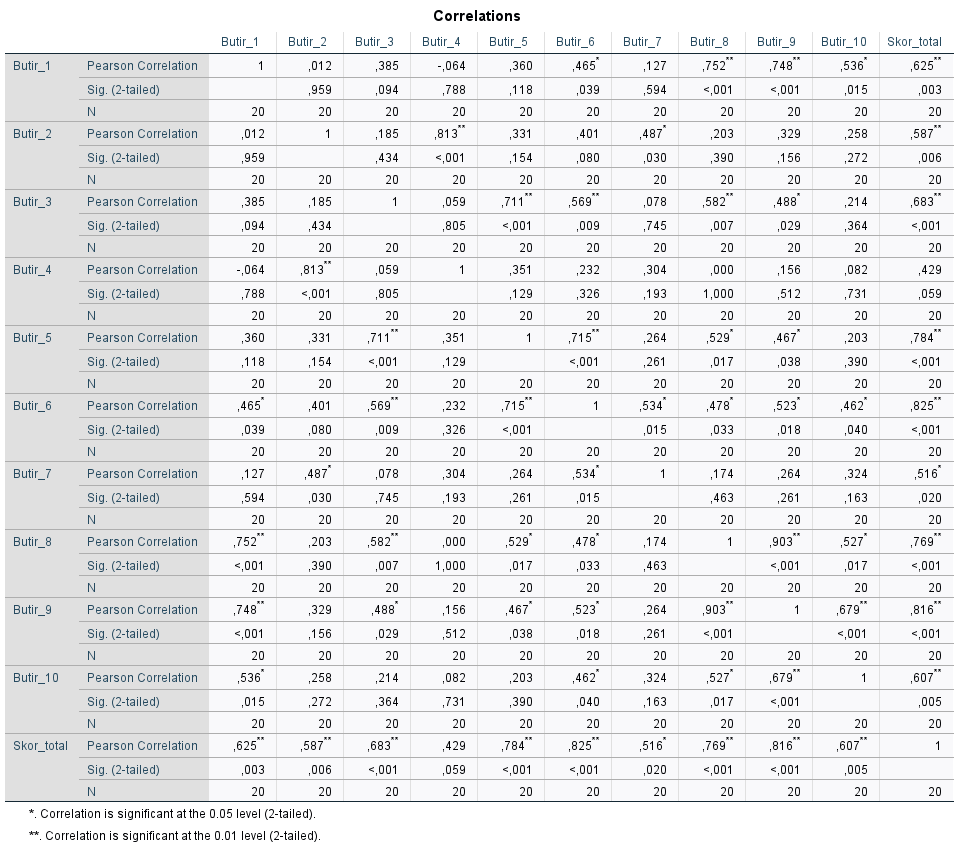 Correlations
Butir_1 Butir_2 Butir_3 Butir_4 Butir_5 Butir_6 Butir_7 Butir_8 Butir_9 Butir_10 Skor_total
Butir_1 Pearson Correlation 1 ,012 ,385 -,064 ,360 ,465* ,127 ,752** ,748** ,536* ,625**
Sig. (2-tailed) ,959 ,094 ,788 ,118 ,039 ,594 <,001 <,001 ,015 ,003
N 20 20 20 20 20 20 20 20 20 20 20
Butir_2 Pearson Correlation ,012 1 ,185 ,813** ,331 ,401 ,487* ,203 ,329 ,258 ,587**
Sig. (2-tailed) ,959 ,434 <,001 ,154 ,080 ,030 ,390 ,156 ,272 ,006
N 20 20 20 20 20 20 20 20 20 20 20
Butir_3 Pearson Correlation ,385 ,185 1 ,059 ,711** ,569** ,078 ,582** ,488* ,214 ,683**
Sig. (2-tailed) ,094 ,434 ,805 <,001 ,009 ,745 ,007 ,029 ,364 <,001
N 20 20 20 20 20 20 20 20 20 20 20
Butir_4 Pearson Correlation -,064 ,813** ,059 1 ,351 ,232 ,304 ,000 ,156 ,082 ,429
Sig. (2-tailed) ,788 <,001 ,805 ,129 ,326 ,193 1,000 ,512 ,731 ,059
N 20 20 20 20 20 20 20 20 20 20 20
Butir_5 Pearson Correlation ,360 ,331 ,711** ,351 1 ,715** ,264 ,529* ,467* ,203 ,784**
Sig. (2-tailed) ,118 ,154 <,001 ,129 <,001 ,261 ,017 ,038 ,390 <,001
N 20 20 20 20 20 20 20 20 20 20 20
Butir_6 Pearson Correlation ,465* ,401 ,569** ,232 ,715** 1 ,534* ,478* ,523* ,462* ,825**
Sig. (2-tailed) ,039 ,080 ,009 ,326 <,001 ,015 ,033 ,018 ,040 <,001
N 20 20 20 20 20 20 20 20 20 20 20
Butir_7 Pearson Correlation ,127 ,487* ,078 ,304 ,264 ,534* 1 ,174 ,264 ,324 ,516*
Sig. (2-tailed) ,594 ,030 ,745 ,193 ,261 ,015 ,463 ,261 ,163 ,020
N 20 20 20 20 20 20 20 20 20 20 20
Butir_8 Pearson Correlation ,752** ,203 ,582** ,000 ,529* ,478* ,174 1 ,903** ,527* ,769**
Sig. (2-tailed) <,001 ,390 ,007 1,000 ,017 ,033 ,463 <,001 ,017 <,001
N 20 20 20 20 20 20 20 20 20 20 20
Butir_9 Pearson Correlation ,748** ,329 ,488* ,156 ,467* ,523* ,264 ,903** 1 ,679** ,816**
Sig. (2-tailed) <,001 ,156 ,029 ,512 ,038 ,018 ,261 <,001 <,001 <,001
N 20 20 20 20 20 20 20 20 20 20 20
Butir_10 Pearson Correlation ,536* ,258 ,214 ,082 ,203 ,462* ,324 ,527* ,679** 1 ,607**
Sig. (2-tailed) ,015 ,272 ,364 ,731 ,390 ,040 ,163 ,017 <,001 ,005
N 20 20 20 20 20 20 20 20 20 20 20
Skor_total Pearson Correlation ,625** ,587** ,683** ,429 ,784** ,825** ,516* ,769** ,816** ,607** 1
Sig. (2-tailed) ,003 ,006 <,001 ,059 <,001 <,001 ,020 <,001 <,001 ,005
N 20 20 20 20 20 20 20 20 20 20 20
*. Correlation is significant at the 0.05 level (2-tailed).
**. Correlation is significant at the 0.01 level (2-tailed).